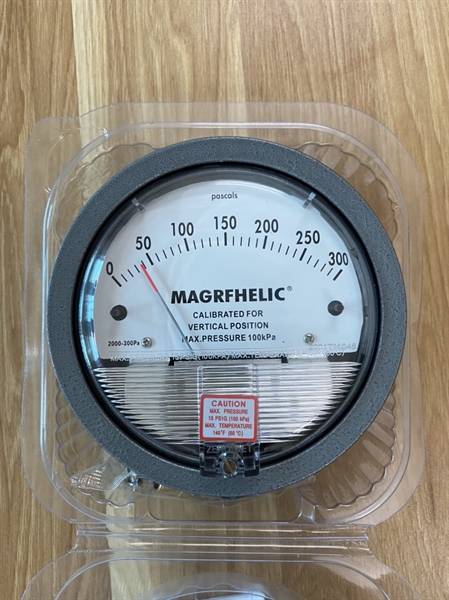 pascals
0 50 100 150 200 250 300
MAGRFHELIC®
CALIBRATED FOR
VERTICAL POSITION
MAX.PRESSURE 100kPa
2000-300Pa
CAUTION
MAX. PRESSURE
15 PSIG (100 kPa)
MAX. TEMPERATURE
140°F (60°C)